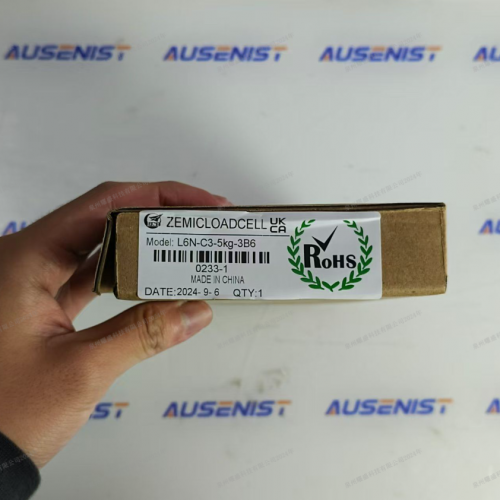 AUSENIST AUSENIST AUSENIST
ZEMICLOADCELL UK CA
Model: L6N-C3-5kg-3B6
0233-1
MADE IN CHINA
DATE:2024- 9- 6 QTY:1
RoHS
AUSENIST AUSENIST AUSENIST